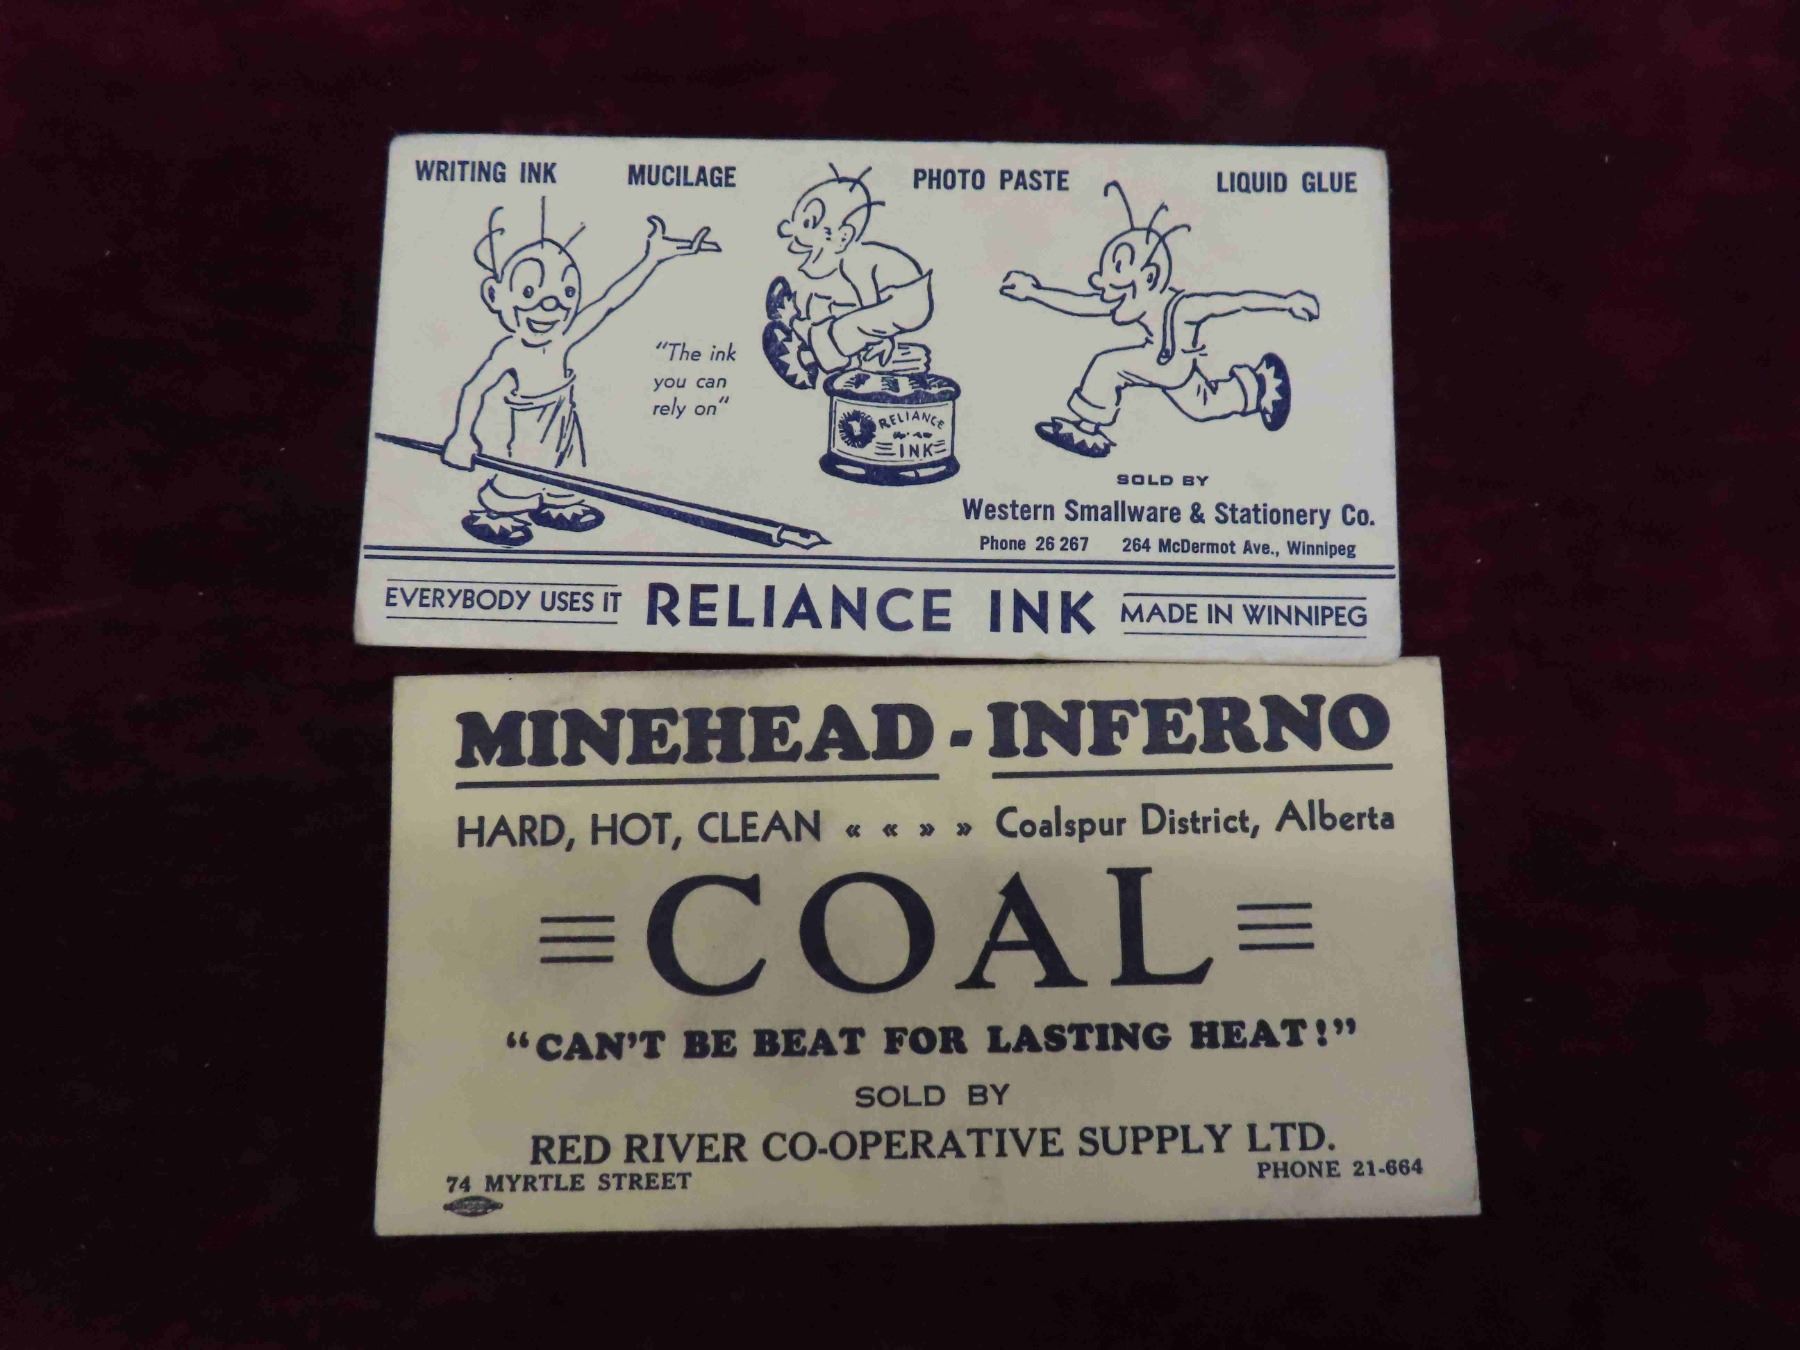 WRITING INK MUCILAGE PHOTO PASTE LIQUID GLUE
"The ink
you can
rely on"
RELIANCE
INK
SOLD BY
Western Smallware & Stationery Co.
Phone 26 267 264 McDermot Ave., Winnipeg
EVERYBODY USES IT RELIANCE INK MADE IN WINNIPEG
MINEHEAD - INFERNO
HARD, HOT, CLEAN « « » » Coalspur District, Alberta
COAL
"CAN'T BE BEAT FOR LASTING HEAT!"
SOLD BY
RED RIVER CO-OPERATIVE SUPPLY LTD.
74 MYRTLE STREET PHONE 21-664